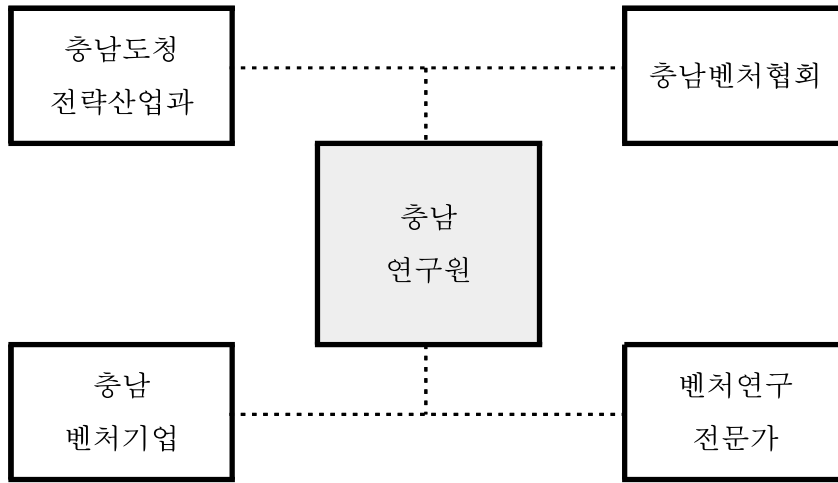 충남도청
전략산업과
충남벤처협회
충남
연구원
충남
벤처기업
벤처연구
전문가